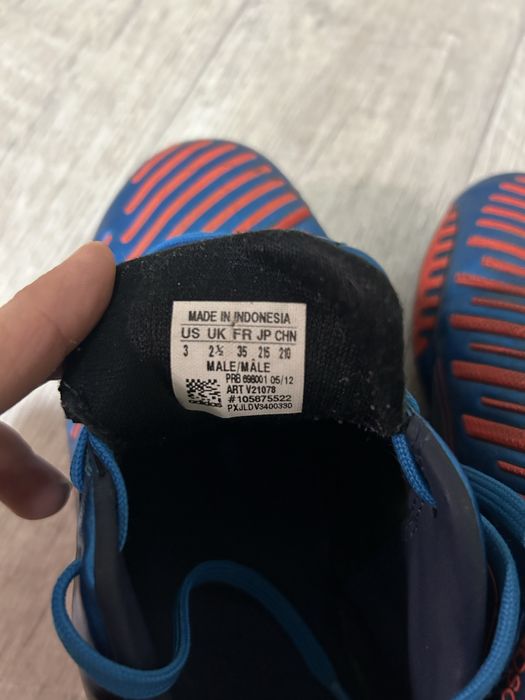 MADE IN INDONESIA
US UK FR JP CHN
3 2½ 35 215 210
MALE/MÂLE
PRB 698001 05/12
ART V21078
#105875522
PXJLDV3400330